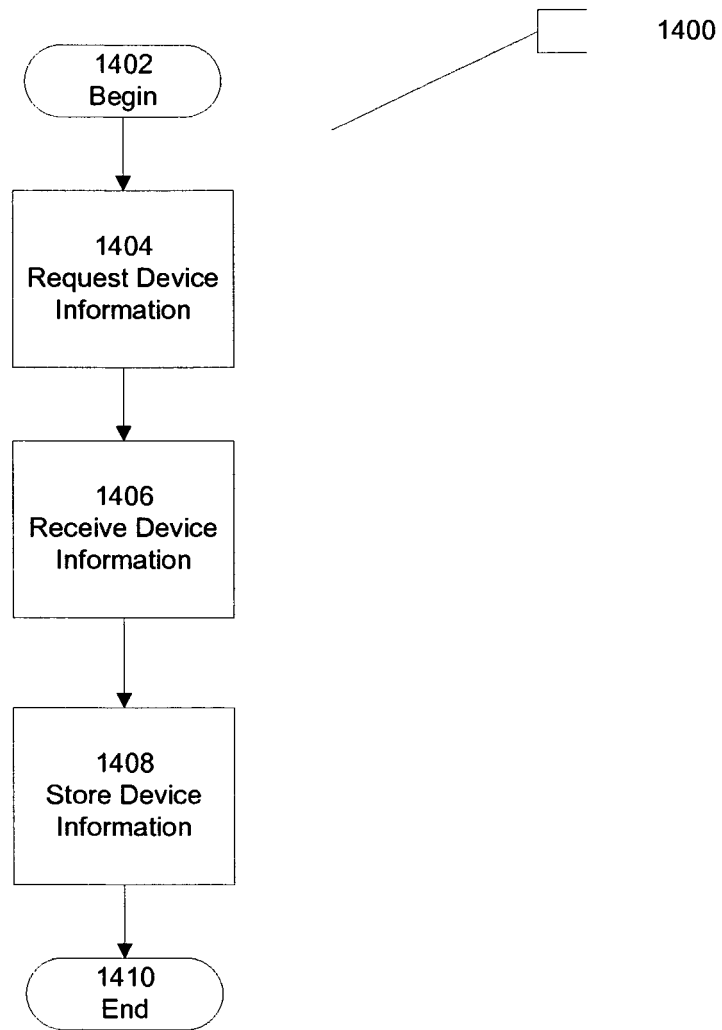 1400
1402
Begin
1404
Request Device
Information
1406
Receive Device
Information
1408
Store Device
Information
1410
End